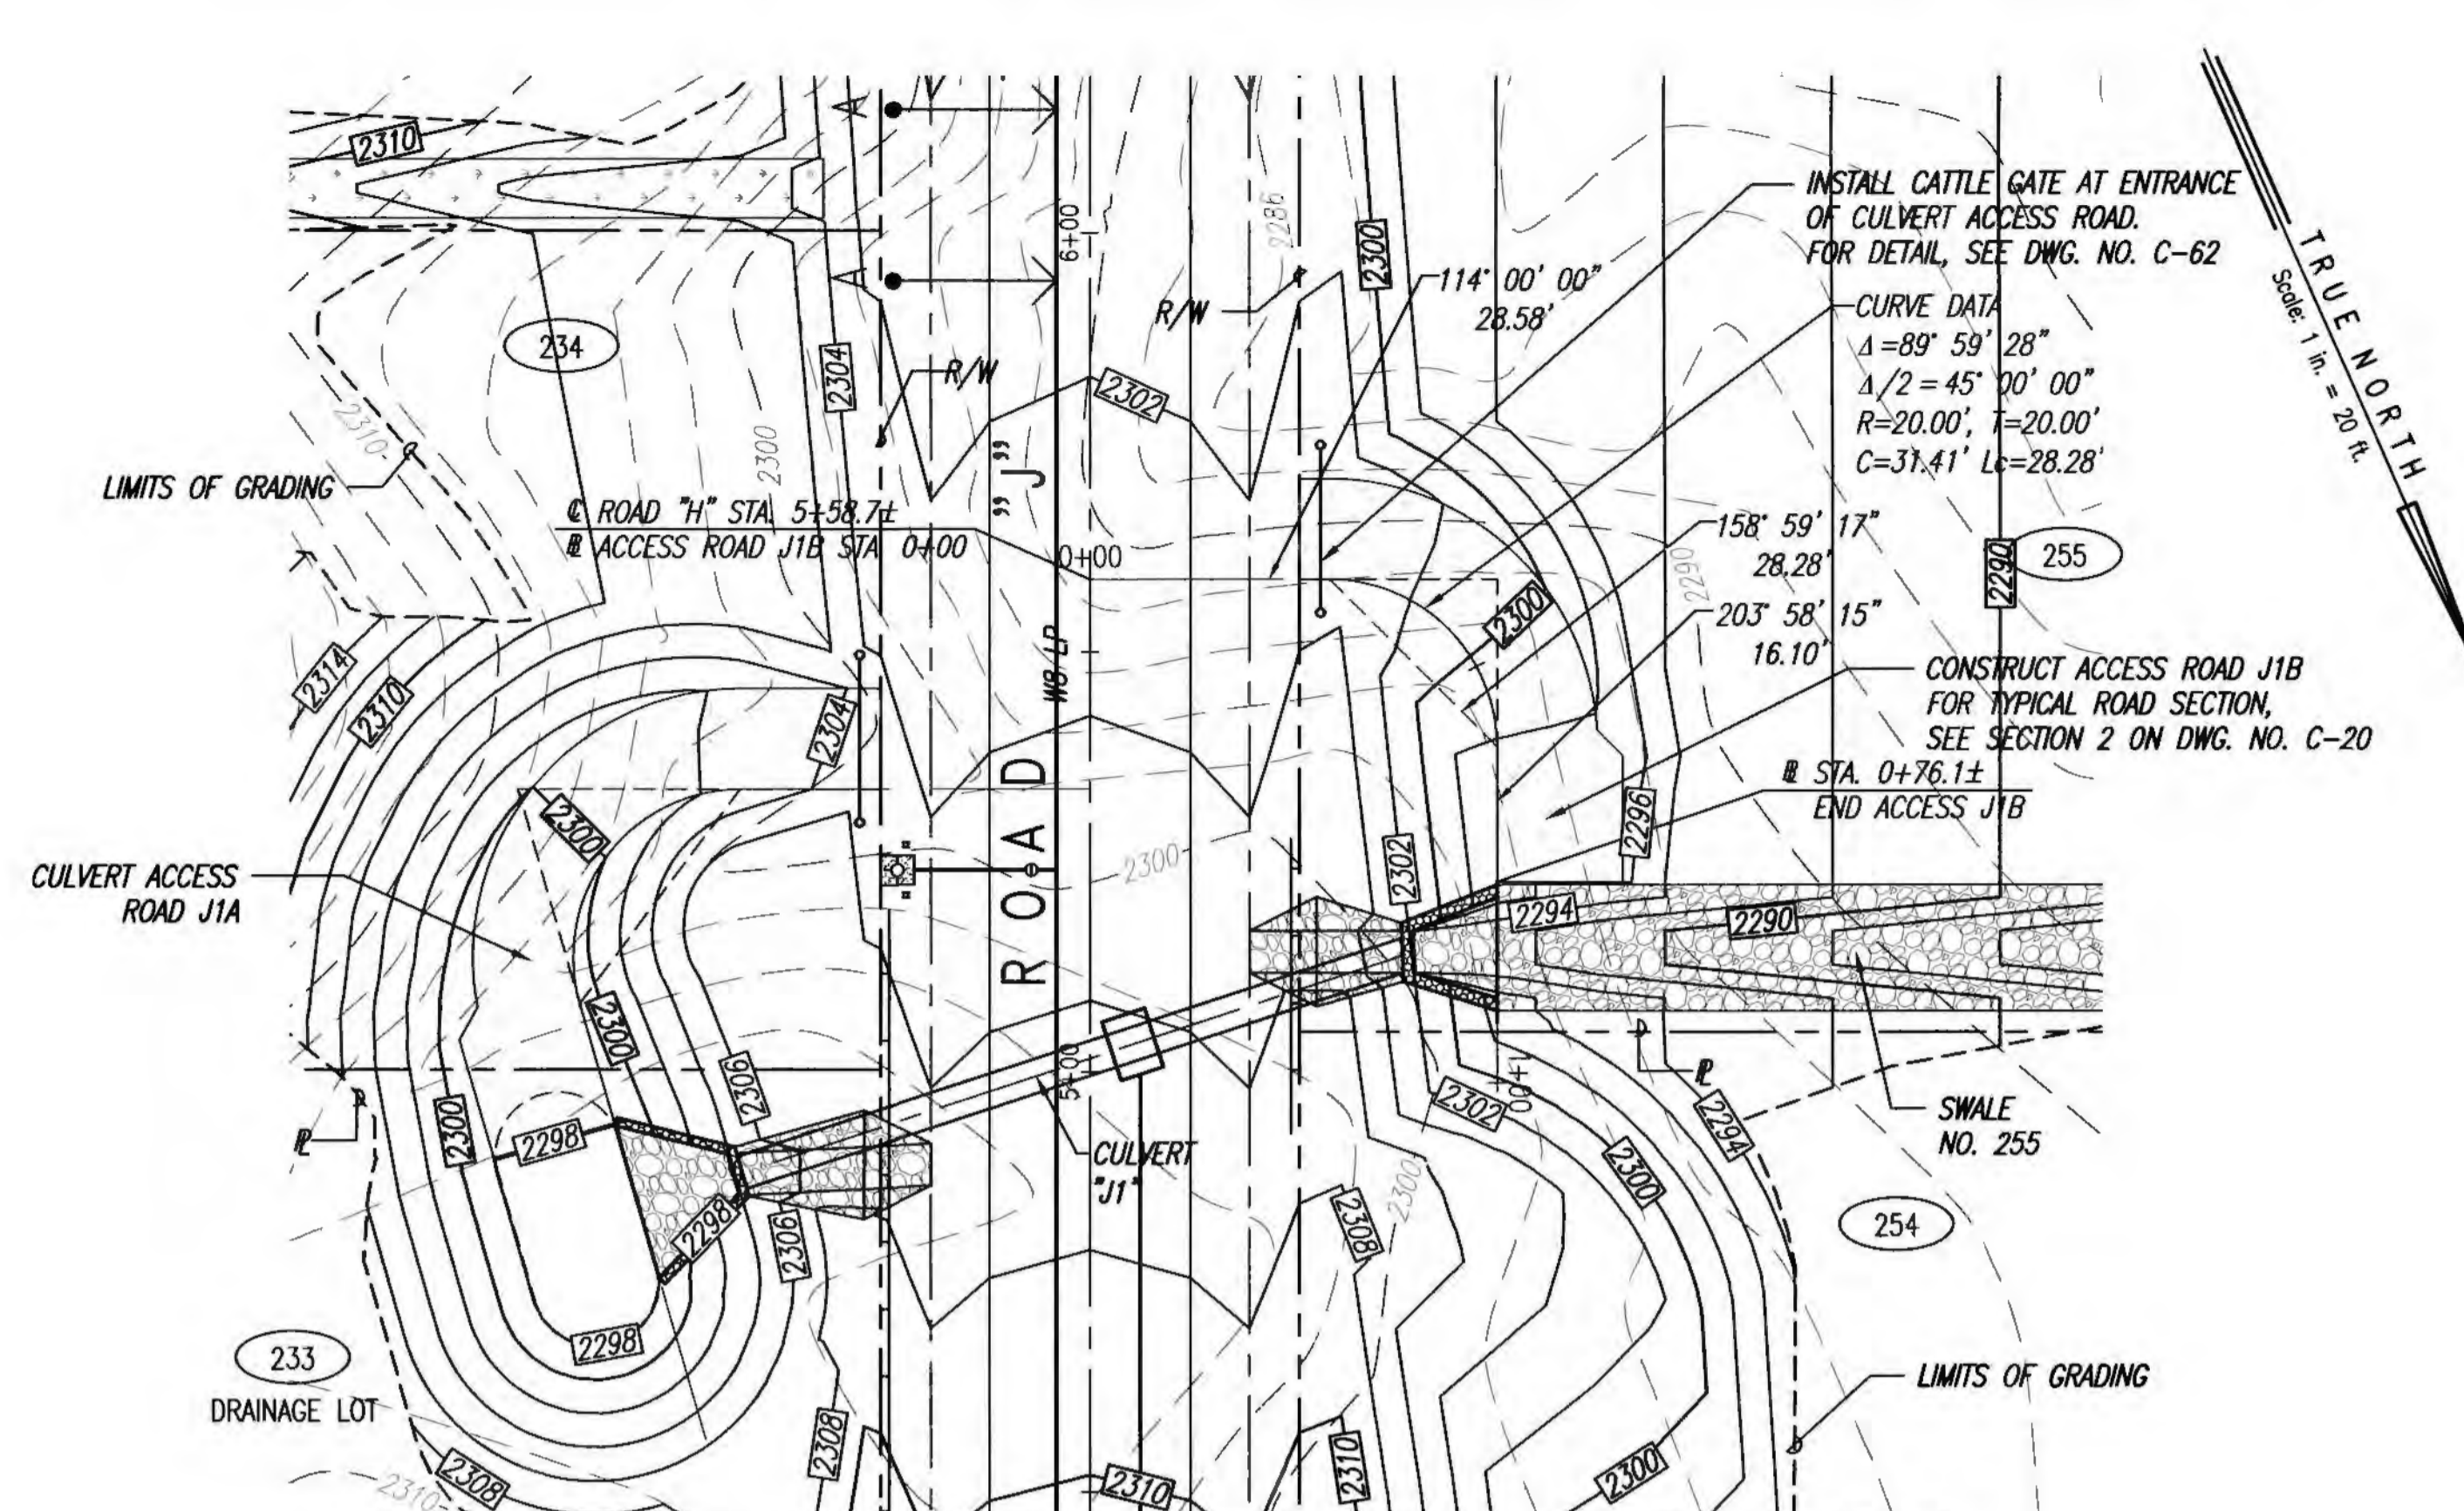 2310
A
A
6+00
2286
2300
INSTALL CATTLE GATE AT ENTRANCE
OF CULVERT ACCESS ROAD.
FOR DETAIL, SEE DWG. NO. C-62
TRUE NORTH
Scale: 1 in. = 20 ft.
114° 00' 00"
28.58'
R/W
CURVE DATA
Δ=89° 59' 28"
Δ/2 = 45° 00' 00"
R=20.00', T=20.00'
C=31.41' Lc=28.28'
234
2304
R/W
2302
2310
2300
LIMITS OF GRADING
℄ ROAD "H" STA. 5+58.7±
ACCESS ROAD J1B STA 0+00
0+00
ROAD "J"
158° 59' 17"
28.28'
2290
2290
255
2300
203° 58' 15"
16.10'
W8/LP
CONSTRUCT ACCESS ROAD J1B
FOR TYPICAL ROAD SECTION,
SEE SECTION 2 ON DWG. NO. C-20
2314
2310
2304
STA. 0+76.1±
END ACCESS J1B
2300
2296
2302
2300
CULVERT ACCESS
ROAD J1A
2294
2290
2300
2306
5+00
1+00
2302
℄
SWALE
NO. 255
2300
2298
CULVERT
"J1"
2294
2300
2300
2298
2306
2308
254
2298
233
DRAINAGE LOT
LIMITS OF GRADING
2308
2310
2308
2310
2310
2300